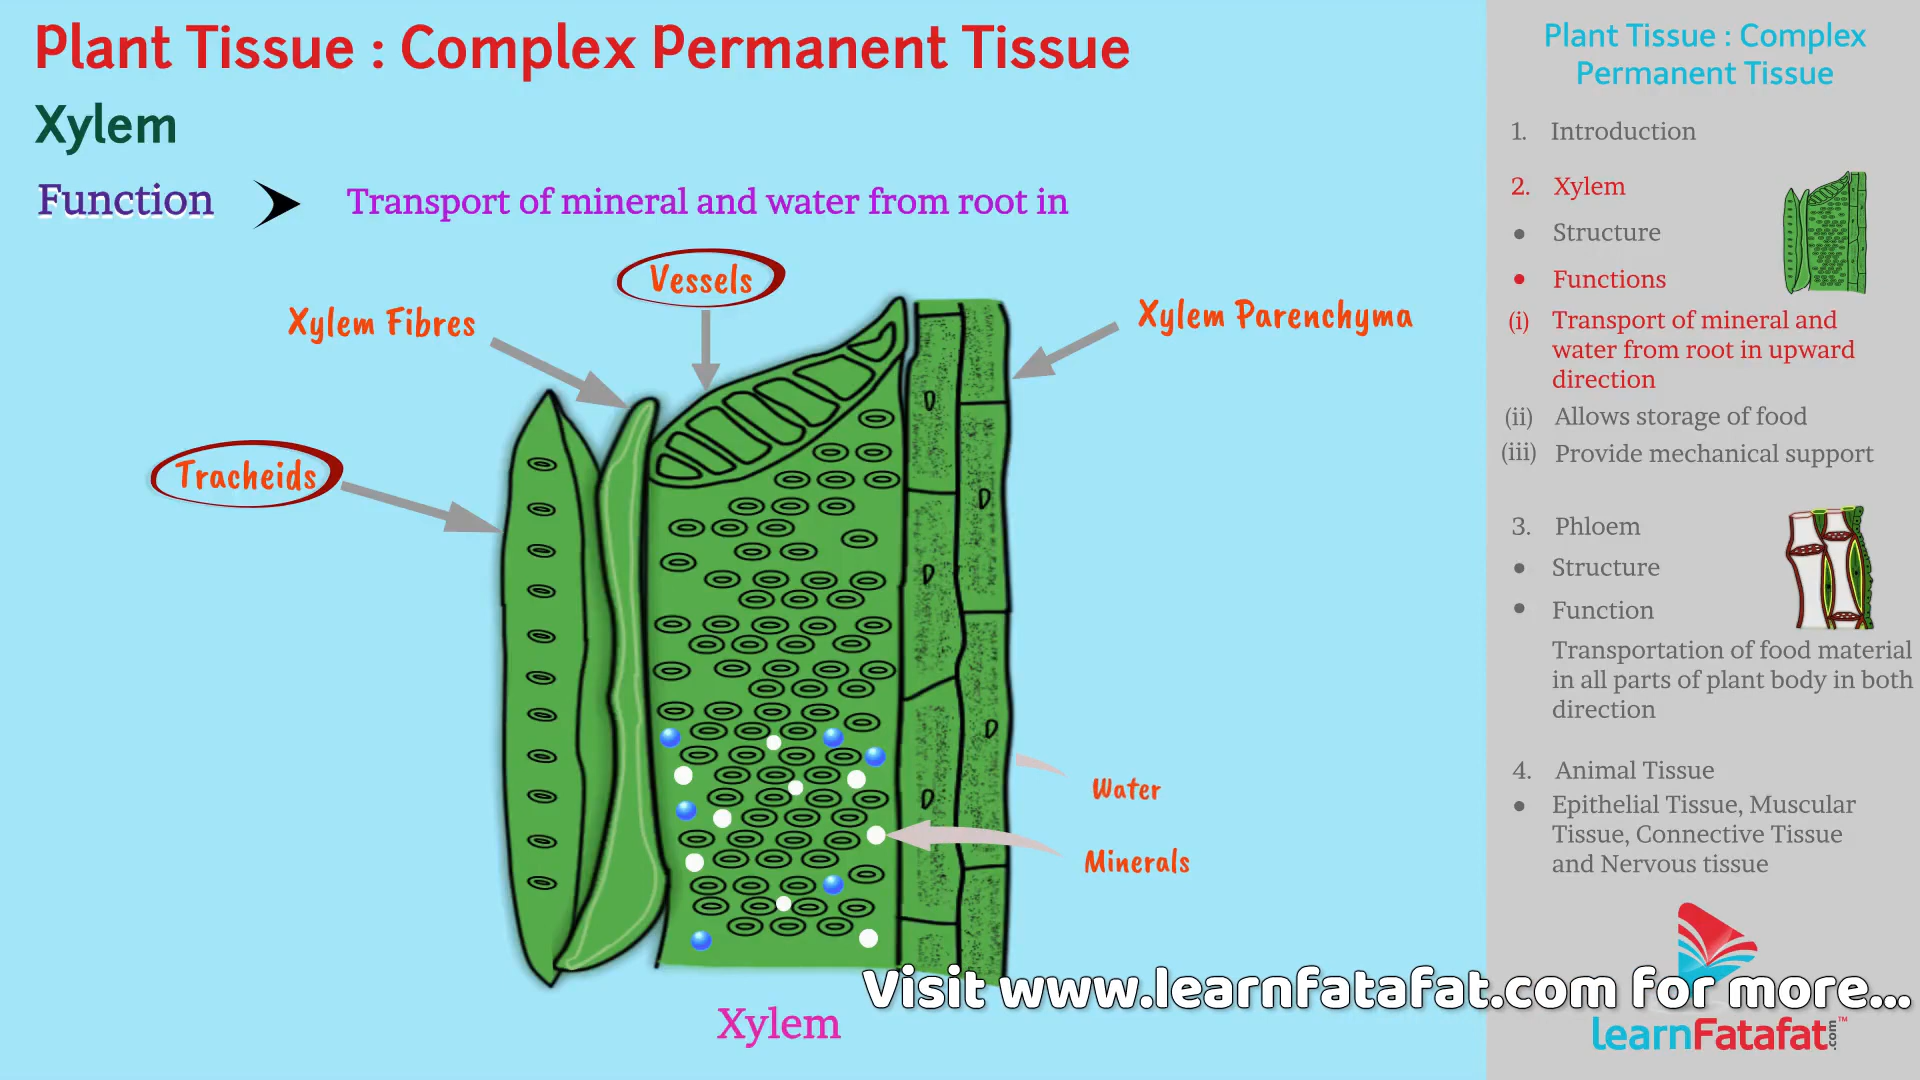 Plant Tissue : Complex Permanent Tissue
Xylem
Function
Transport of mineral and water from root in
Vessels
Xylem Fibres
Xylem Parenchyma
Tracheids
Water
Minerals
Xylem
Plant Tissue : Complex
Permanent Tissue
1. Introduction
2. Xylem
• Structure
• Functions
(i) Transport of mineral and
water from root in upward
direction
(ii) Allows storage of food
(iii) Provide mechanical support
3. Phloem
• Structure
• Function
Transportation of food material
in all parts of plant body in both
direction
4. Animal Tissue
• Epithelial Tissue, Muscular
Tissue, Connective Tissue
and Nervous tissue
Visit www.learnfatafat.com for more...
learnFatafat.com™